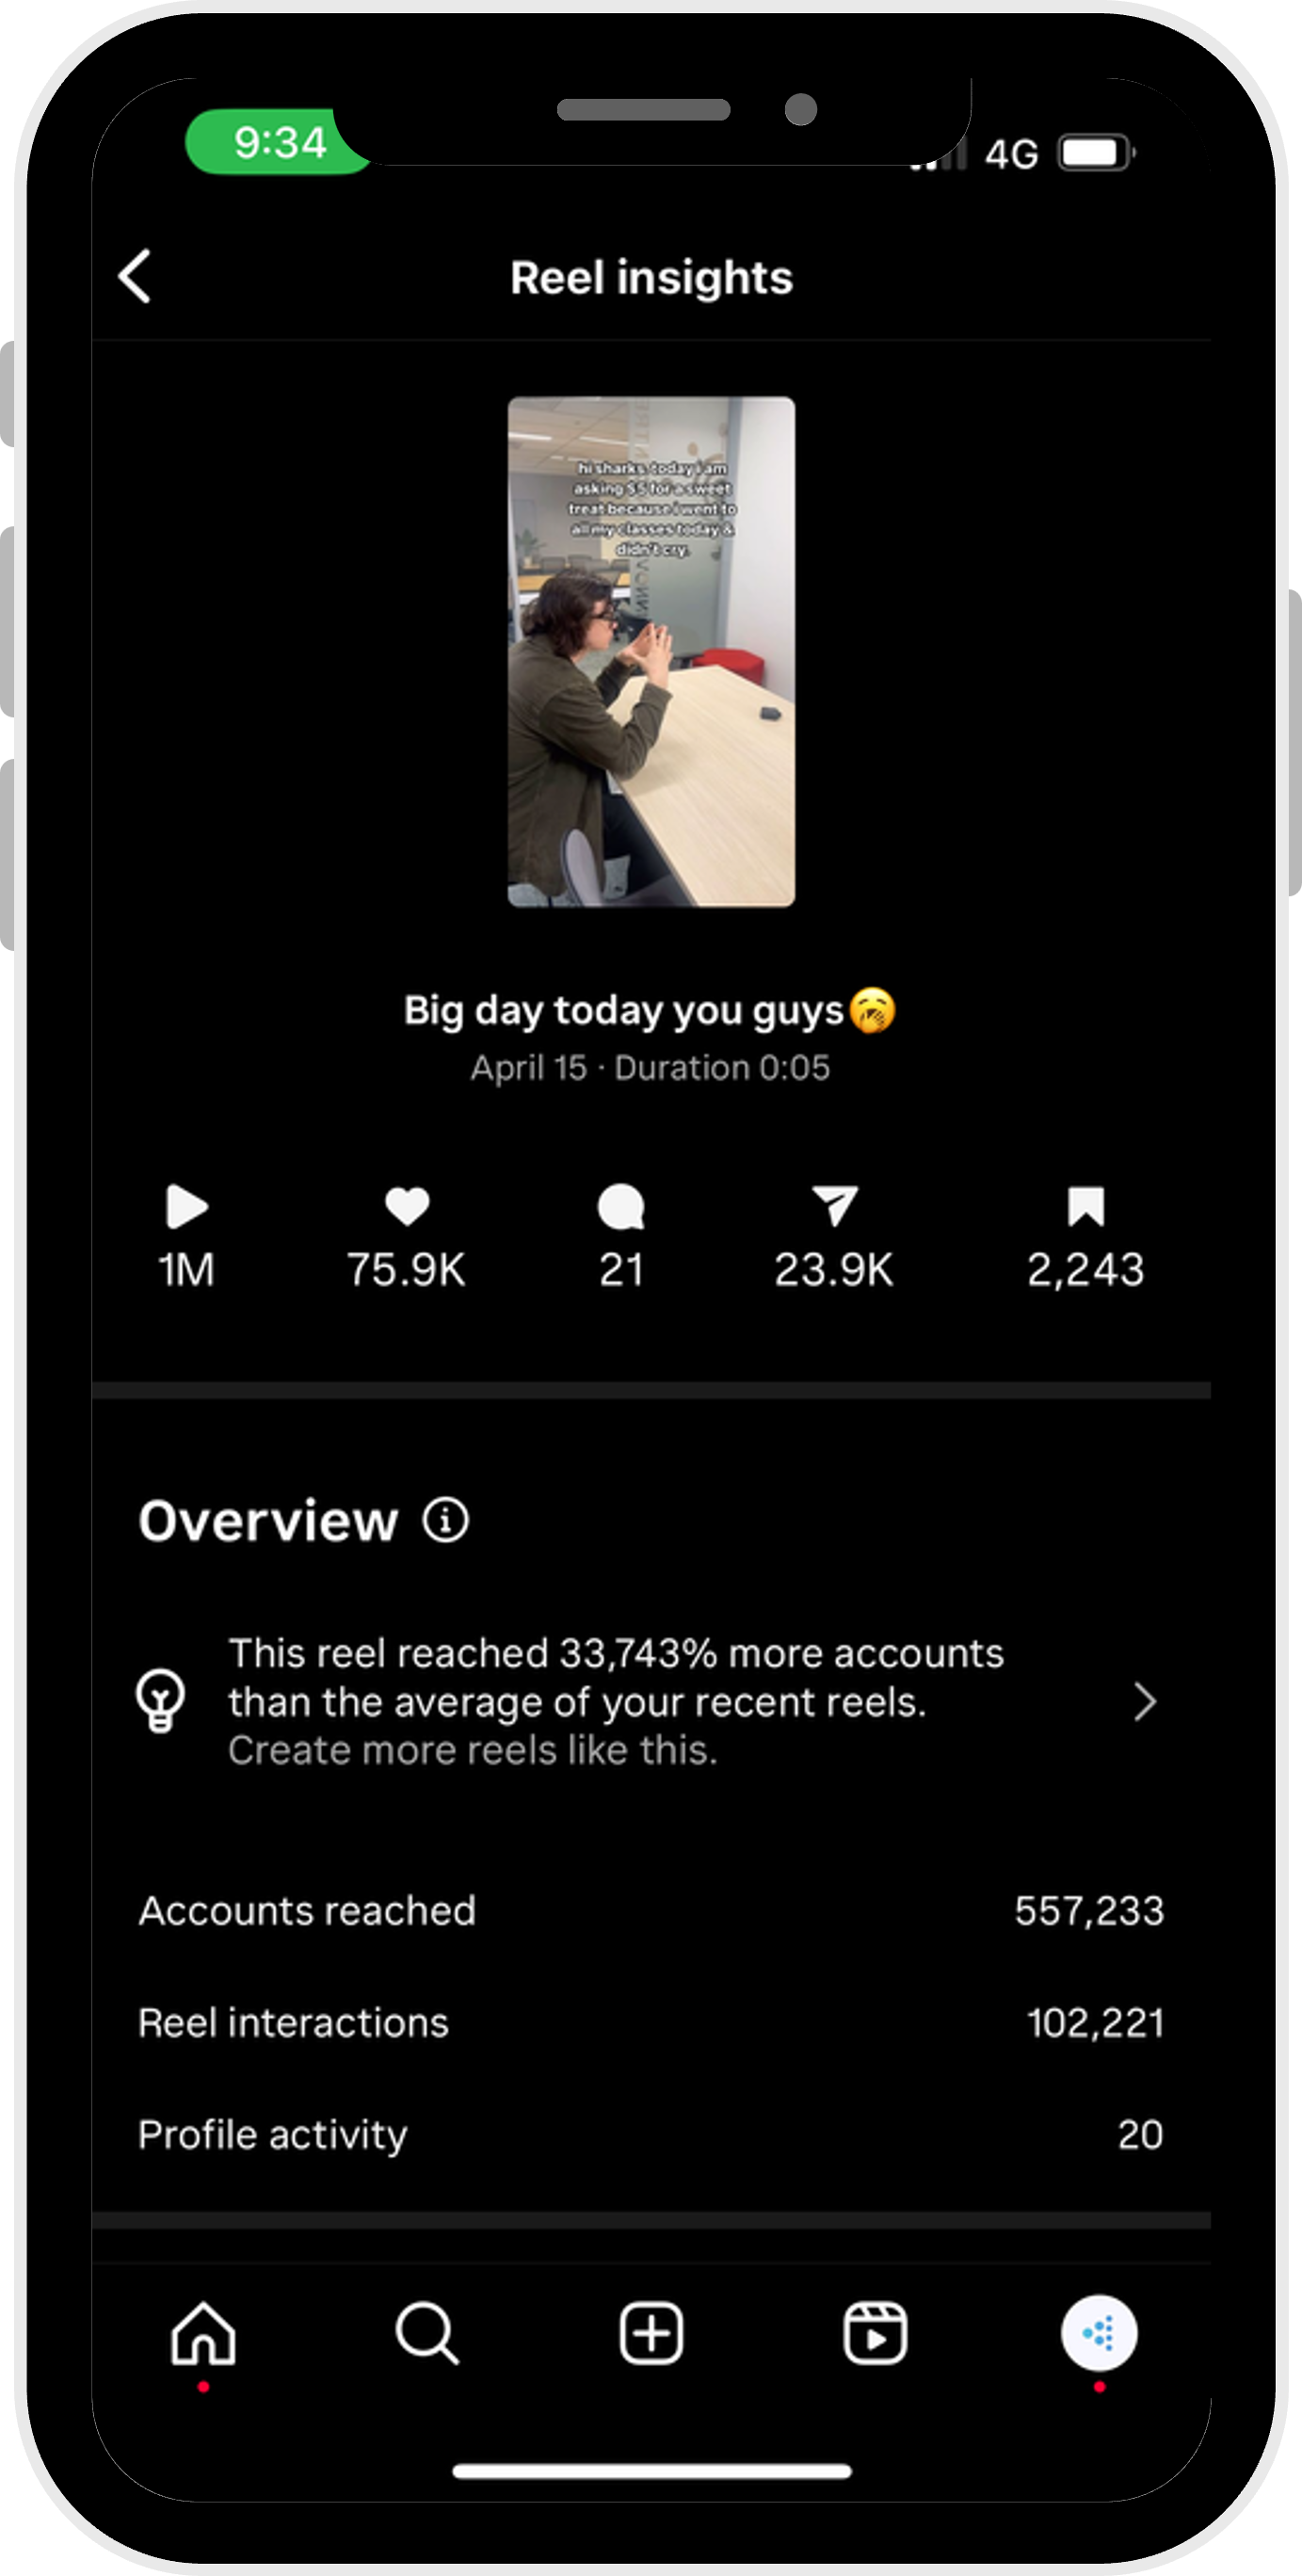 9:34
4G
Reel insights
hi sharks. today i am
asking $5 for a sweet
treat because i went to
all my classes today &
didn't cry.
Big day today you guys🥱
April 15 · Duration 0:05
1M 75.9K 21 23.9K 2,243
Overview
This reel reached 33,743% more accounts
than the average of your recent reels.
Create more reels like this.
Accounts reached 557,233
Reel interactions 102,221
Profile activity 20